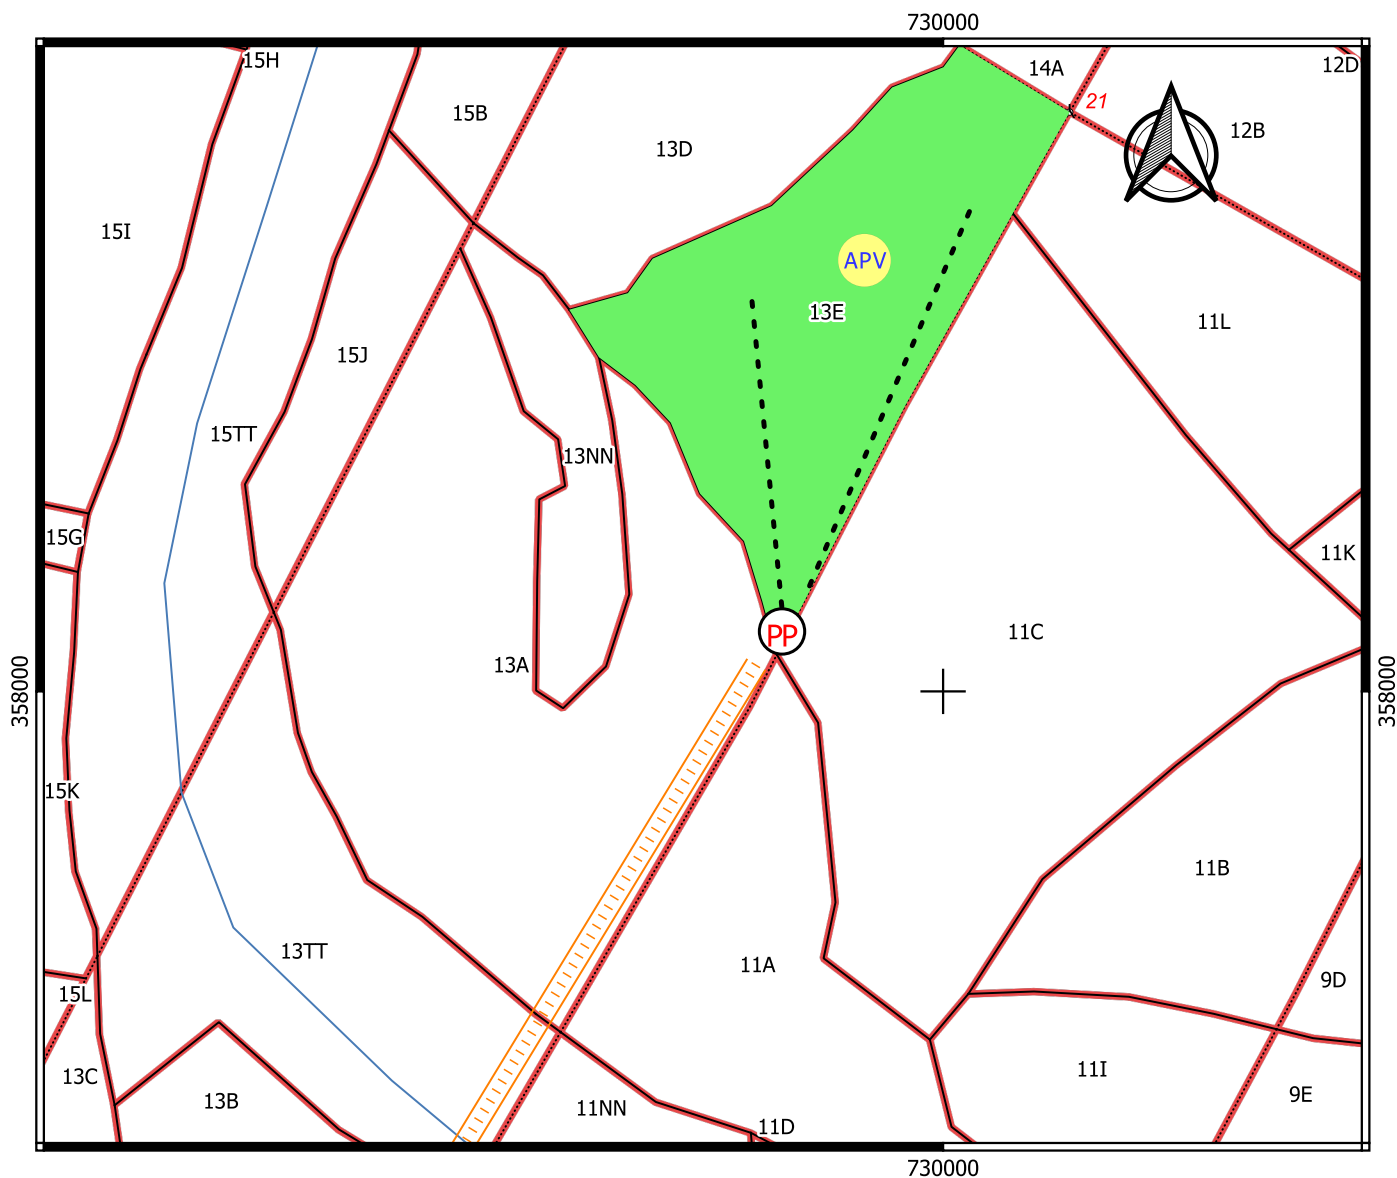 730000
15H
14A
12D
21
15B
12B
13D
15I
APV
13E
11L
15J
15TT
13NN
15G
11K
PP
11C
13A
358000
358000
15K
11B
13TT
11A
9D
15L
13C
11I
13B
11NN
9E
11D
730000